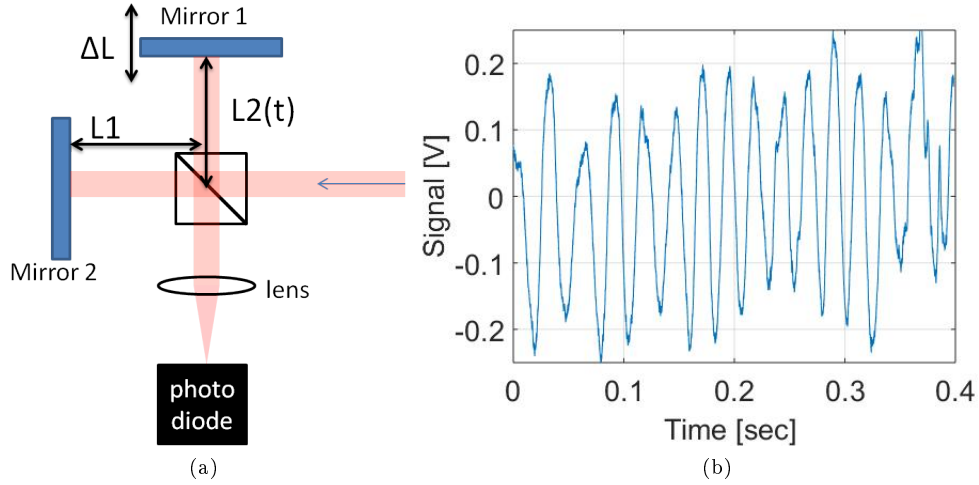 Mirror 1
ΔL
L2(t)
L1
Mirror 2
lens
photo
diode
(a)
Signal [V]
0.2
0.1
0
-0.1
-0.2
0 0.1 0.2 0.3 0.4
Time [sec]
(b)